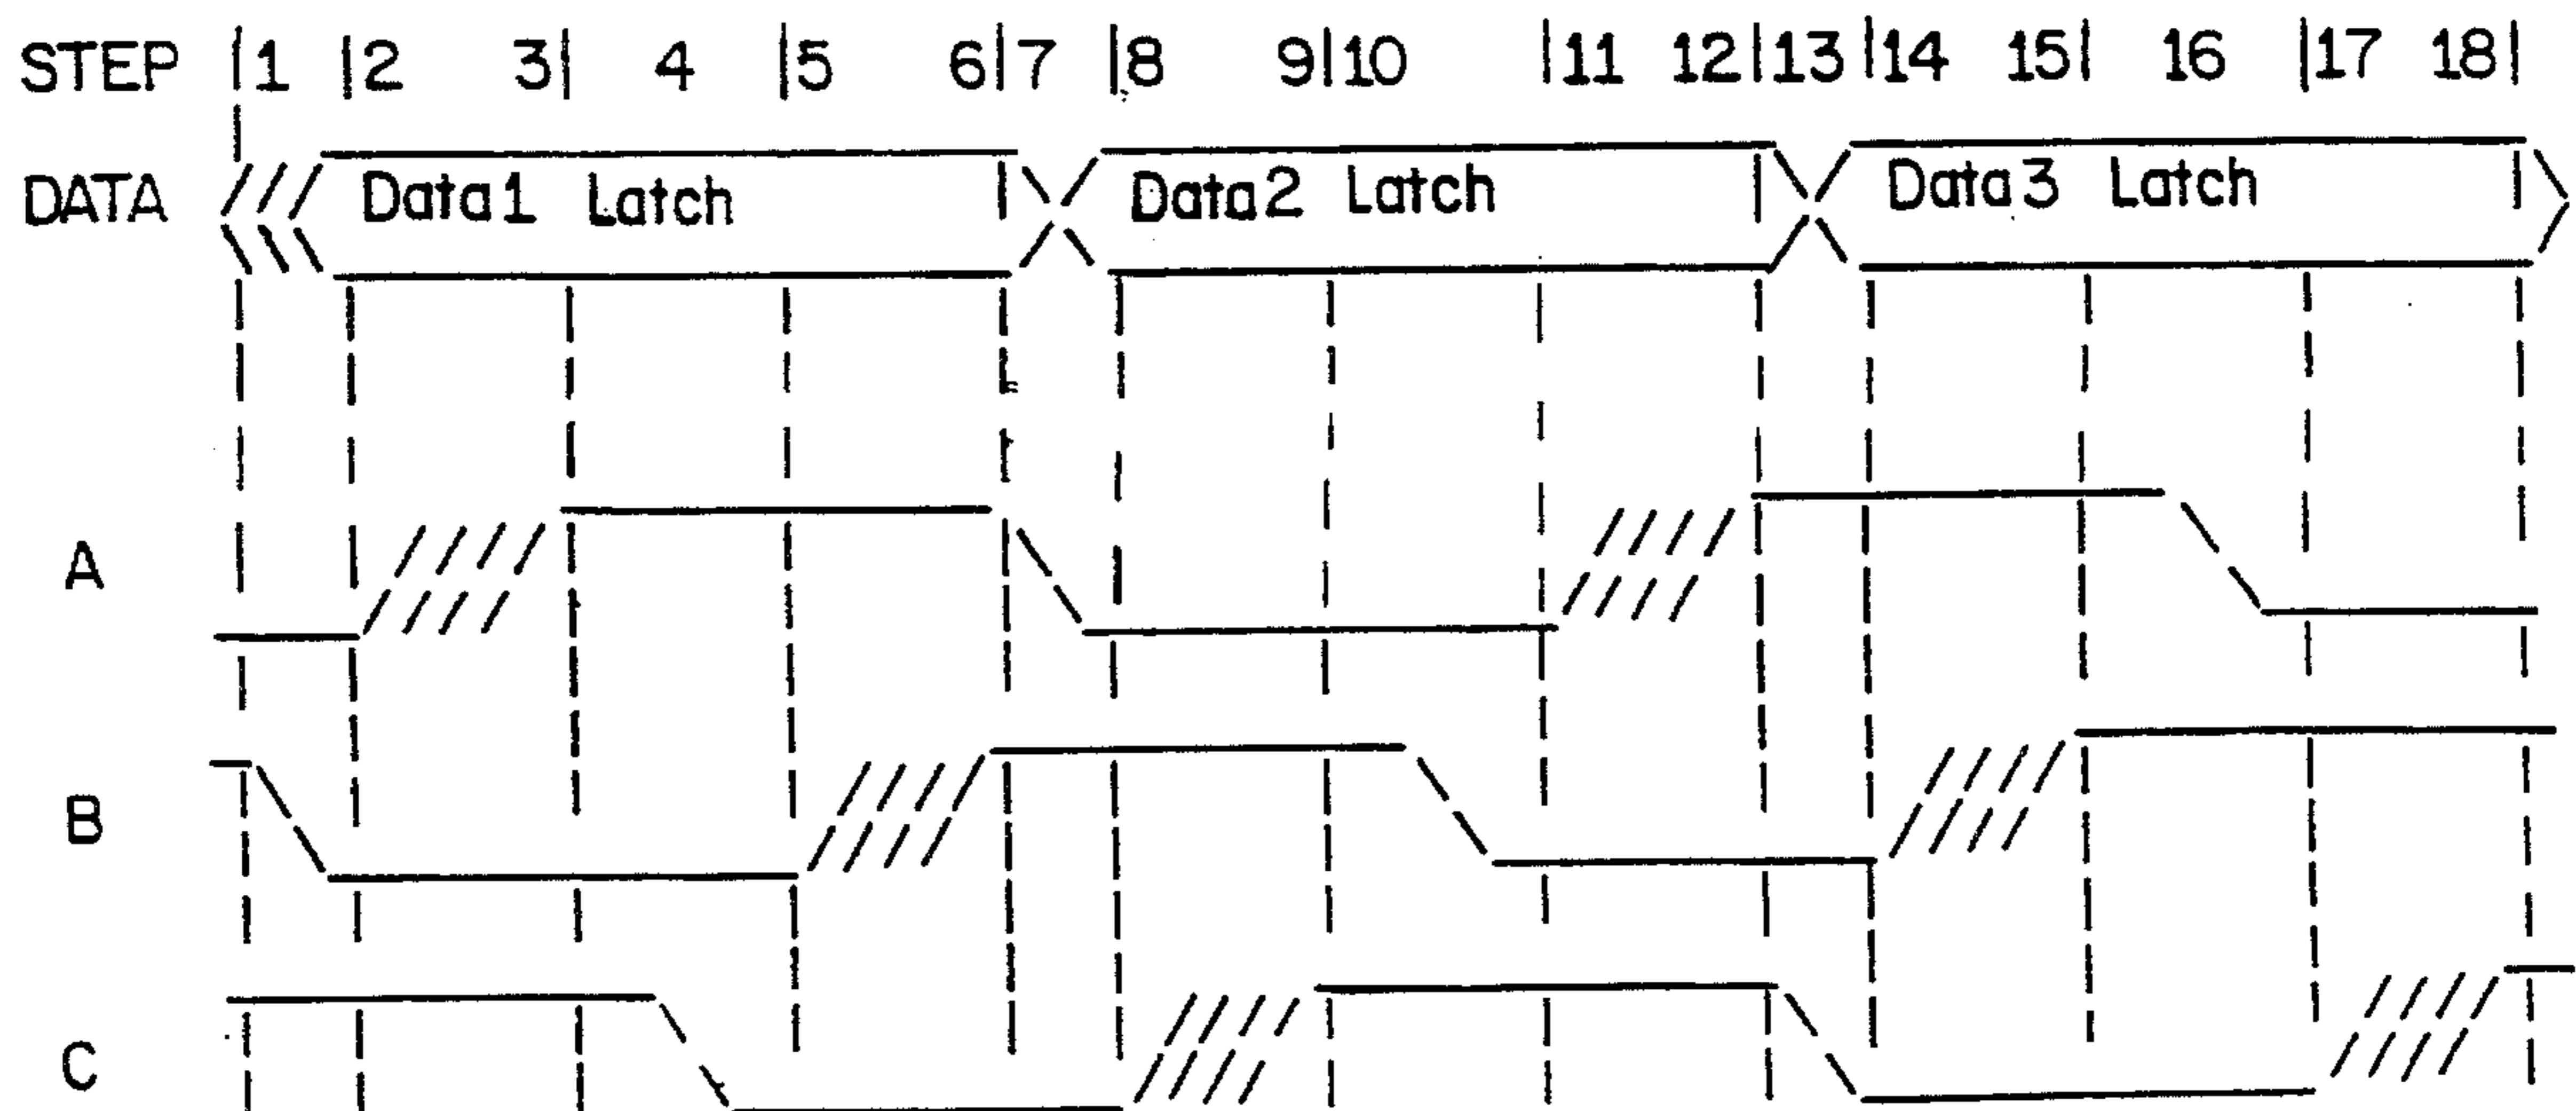 STEP |1 |2 3| 4 |5 6|7 |8 9|10 |11 12|13 |14 15| 16 |17 18|
DATA Data1 Latch Data2 Latch Data3 Latch
A
B
C